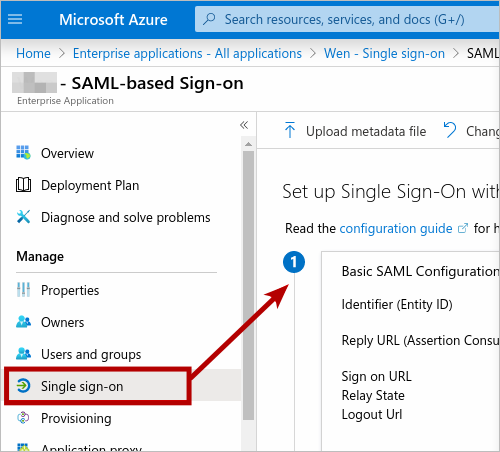 Microsoft Azure
Search resources, services, and docs (G+/)
Home > Enterprise applications - All applications > Wen - Single sign-on > SAML
- SAML-based Sign-on
Enterprise Application
«
Upload metadata file
Chang
Overview
Deployment Plan
Diagnose and solve problems
Manage
Properties
Owners
Users and groups
Single sign-on
Provisioning
Application proxy
Set up Single Sign-On with
Read the configuration guide for h
1
Basic SAML Configuration
Identifier (Entity ID)
Reply URL (Assertion Consu
Sign on URL
Relay State
Logout Url